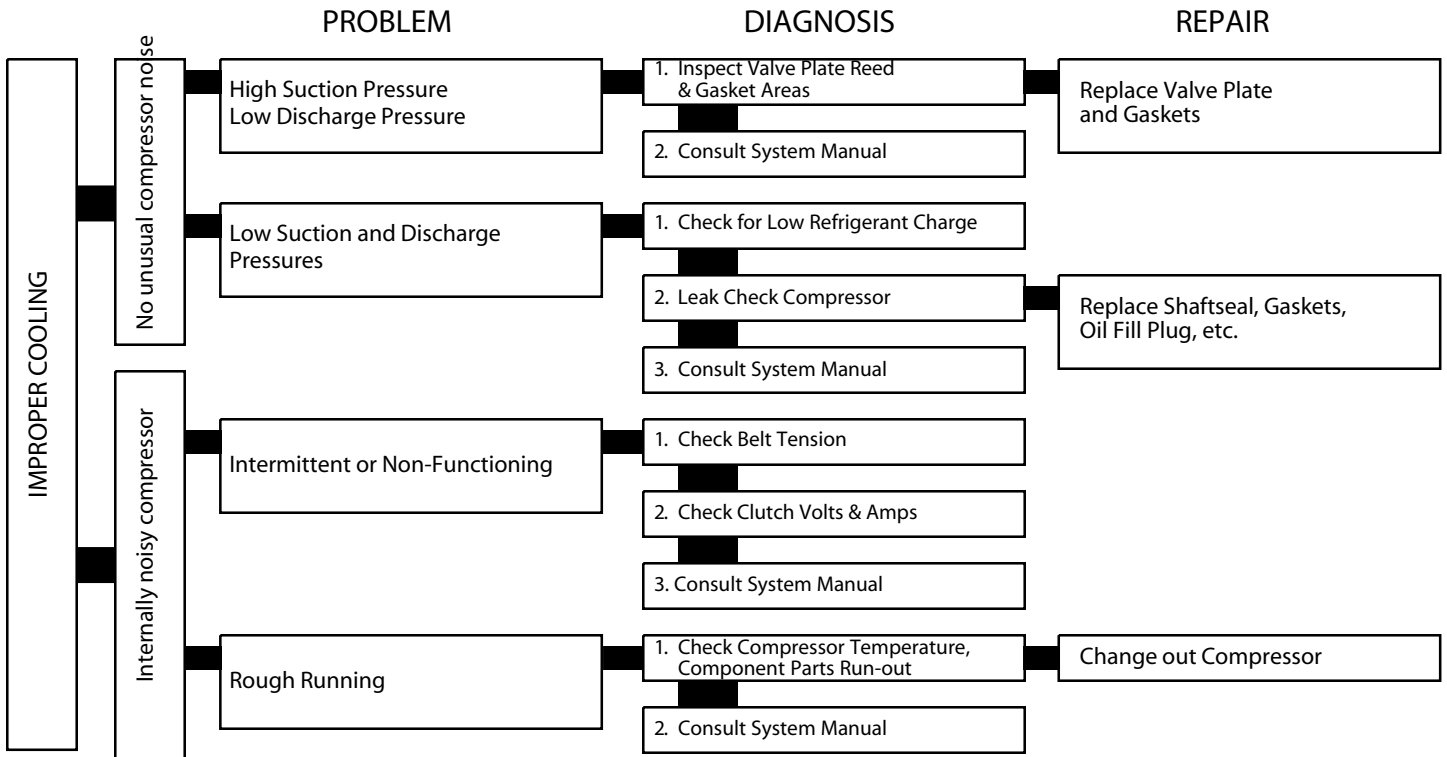 PROBLEM
DIAGNOSIS
REPAIR
IMPROPER COOLING
No unusual compressor noise
High Suction Pressure
Low Discharge Pressure
1. Inspect Valve Plate Reed
& Gasket Areas
Replace Valve Plate
and Gaskets
2. Consult System Manual
Low Suction and Discharge
Pressures
1. Check for Low Refrigerant Charge
2. Leak Check Compressor
Replace Shaftseal, Gaskets,
Oil Fill Plug, etc.
3. Consult System Manual
Internally noisy compressor
Intermittent or Non-Functioning
1. Check Belt Tension
2. Check Clutch Volts & Amps
3. Consult System Manual
Rough Running
1. Check Compressor Temperature,
Component Parts Run-out
Change out Compressor
2. Consult System Manual